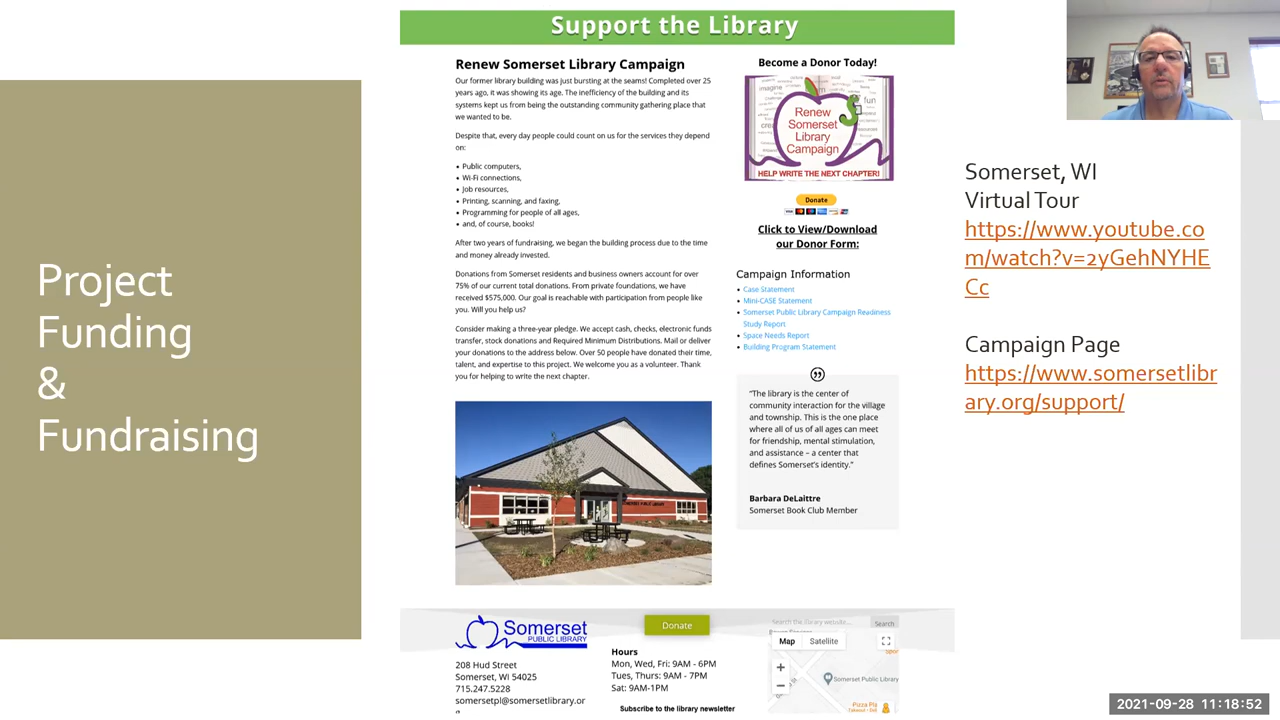 Support the Library
Project
Funding
&
Fundraising
Renew Somerset Library Campaign
Our former library building was just bursting at the seams! Completed over 25
years ago, it was showing its age. The inefficiency of the building and its
systems kept us from being the outstanding community gathering place that
we wanted to be.
Despite that, every day people could count on us for the services they depend
on:
• Public computers,
• Wi-Fi connections,
• Job resources,
• Printing, scanning, and faxing,
• Programming for people of all ages,
• and, of course, books!
After two years of fundraising, we began the building process due to the time
and money already invested.
Donations from Somerset residents and business owners account for over
75% of our current total donations. From private foundations, we have
received $575,000. Our goal is reachable with participation from people like
you. Will you help us?
Consider making a three-year pledge. We accept cash, checks, electronic funds
transfer, stock donations and Required Minimum Distributions. Mail or deliver
your donations to the address below. Over 50 people have donated their time,
talent, and expertise to this project. We welcome you as a volunteer. Thank
you for helping to write the next chapter.
SOMERSET PUBLIC LIBRARY
Become a Donor Today!
imagine
fun
Renew
Somerset
Library
Campaign
HELP WRITE THE NEXT CHAPTER!
Donate
Click to View/Download
our Donor Form:
Campaign Information
• Case Statement
• Mini-CASE Statement
• Somerset Public Library Campaign Readiness
Study Report
• Space Needs Report
• Building Program Statement
"The library is the center of
community interaction for the village
and township. This is the one place
where all of us of all ages can meet
for friendship, mental stimulation,
and assistance – a center that
defines Somerset's identity."
Barbara DeLaittre
Somerset Book Club Member
Somerset, WI
Virtual Tour
https://www.youtube.co
m/watch?v=2yGehNYHE
Cc
Campaign Page
https://www.somersetlibr
ary.org/support/
Somerset
PUBLIC LIBRARY
208 Hud Street
Somerset, WI 54025
715.247.5228
somersetpl@somersetlibrary.or
Donate
Hours
Mon, Wed, Fri: 9AM - 6PM
Tues, Thurs: 9AM - 7PM
Sat: 9AM-1PM
Subscribe to the library newsletter
Search the library website...
Search
Map
Satellite
+
−
Somerset Public Library
Pizza Pla
2021-09-28 11:18:52